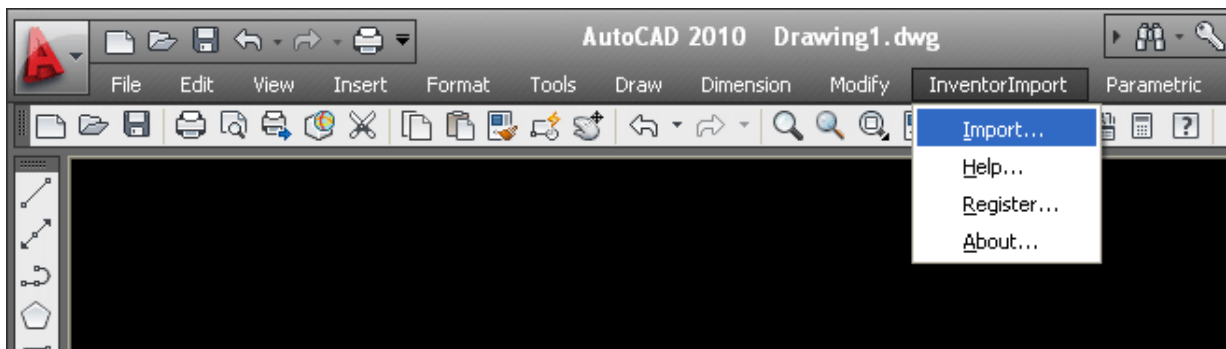 AutoCAD 2010 Drawing1.dwg
File Edit View Insert Format Tools Draw Dimension Modify InventorImport Parametric
Import...
Help...
Register...
About...